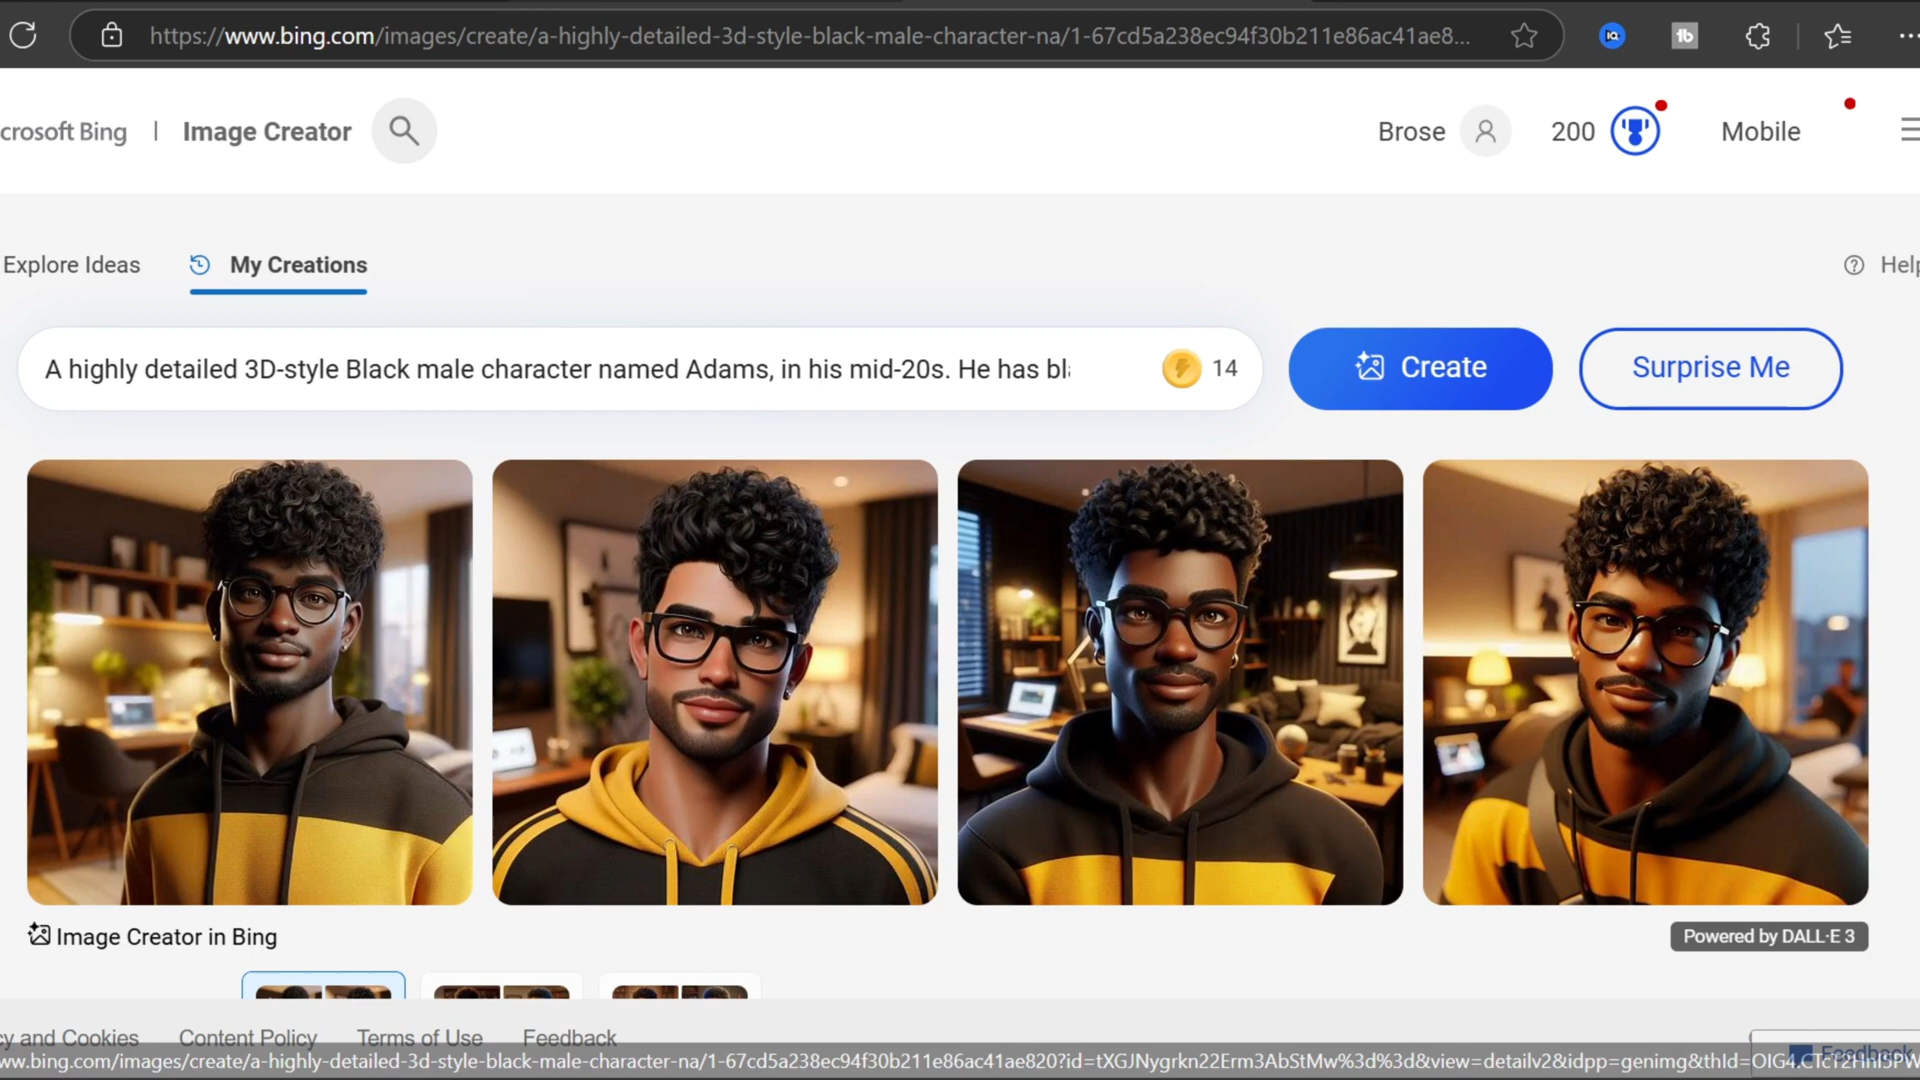 https://www.bing.com/images/create/a-highly-detailed-3d-style-black-male-character-na/1-67cd5a238ec94f30b211e86ac41ae8...
crosoft Bing | Image Creator
Brose 200 Mobile
Explore Ideas My Creations Help
A highly detailed 3D-style Black male character named Adams, in his mid-20s. He has bla 14 Create Surprise Me
Image Creator in Bing Powered by DALL·E 3
cy and Cookies Content Policy Terms of Use Feedback
ww.bing.com/images/create/a-highly-detailed-3d-style-black-male-character-na/1-67cd5a238ec94f30b211e86ac41ae820?id=tXGJNygrkn22Erm3AbStMw%3d%3d&view=detailv2&idpp=genimg&thId=OIG4.
Feedback